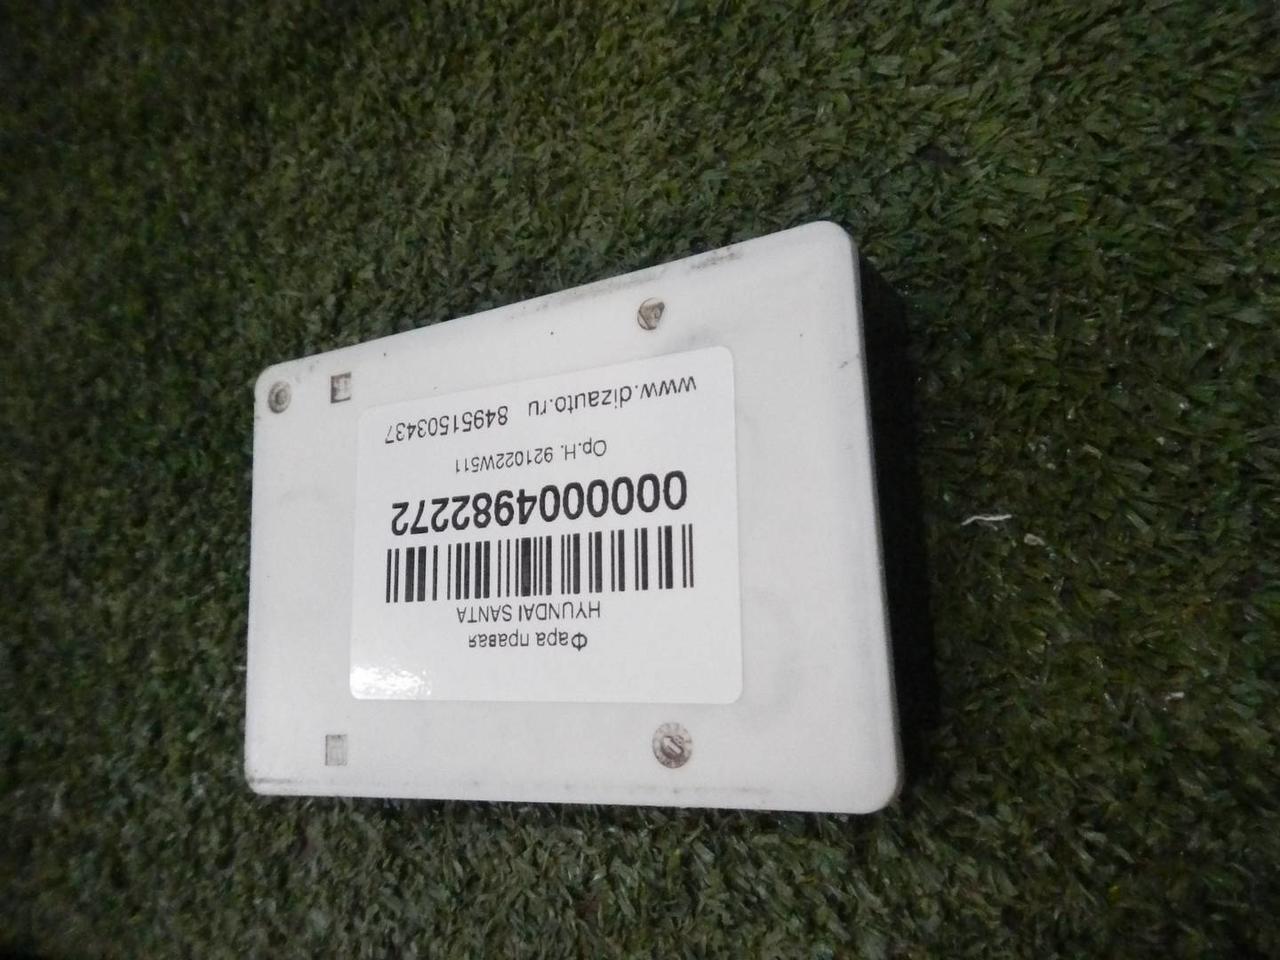 Фара правая
HYUNDAI SANTA
000004982272
Ор.Н. 921022W511
www.dizauto.ru 84951503437